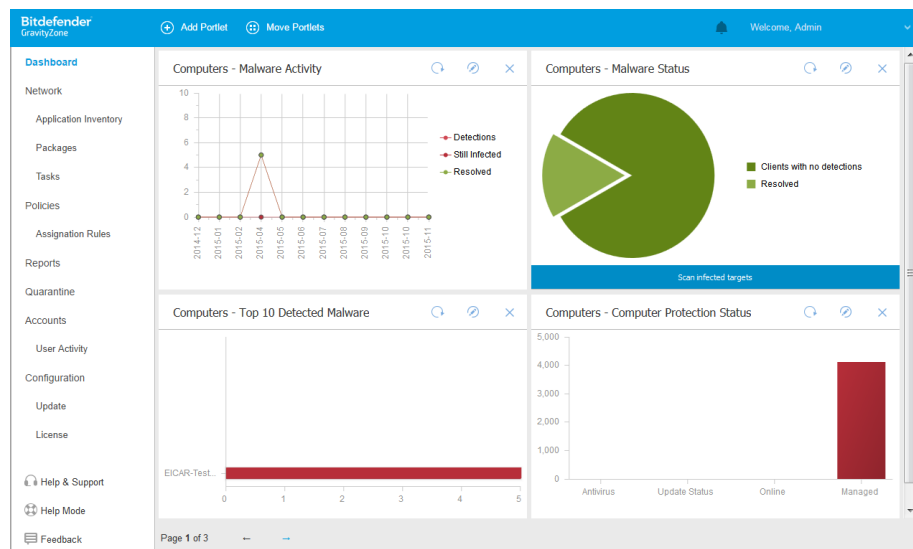 Bitdefender
GravityZone
Add Portlet
Move Portlets
Welcome, Admin
Dashboard
Network
Application Inventory
Packages
Tasks
Policies
Assignation Rules
Reports
Quarantine
Accounts
User Activity
Configuration
Update
License
Help & Support
Help Mode
Feedback
Computers - Malware Activity
10
8
6
4
2
0
2014-12
2015-01
2015-02
2015-04
2015-05
2015-06
2015-07
2015-08
2015-09
2015-10
2015-10
2015-11
Detections
Still Infected
Resolved
Computers - Malware Status
Clients with no detections
Resolved
Scan infected targets
Computers - Top 10 Detected Malware
EICAR-Test...
0
1
2
3
4
5
Computers - Computer Protection Status
5,000
4,000
3,000
2,000
1,000
0
Antivirus
Update Status
Online
Managed
Page 1 of 3